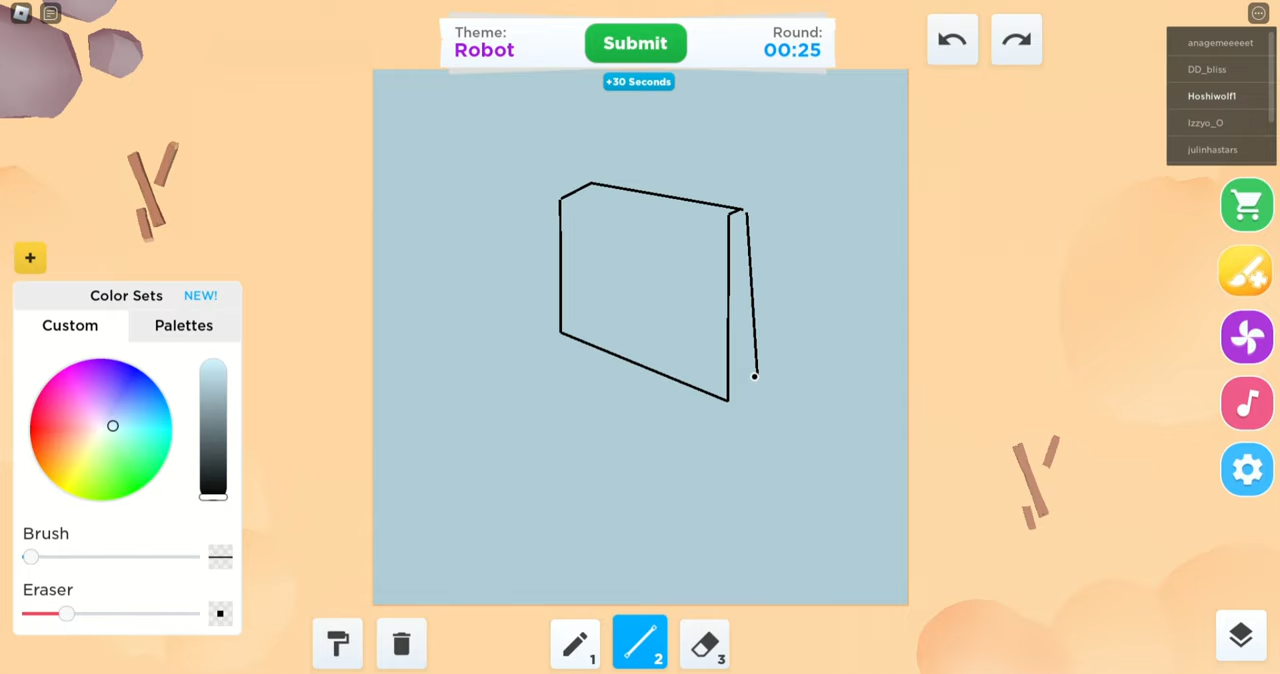 Theme:
Robot
Submit
Round:
00:25
+30 Seconds
anagemeeeeet
DD_bliss
Hoshiwolf1
Izzyo_O
julinhastars
+
Color Sets NEW!
Custom Palettes
Brush
Eraser
1
2
3